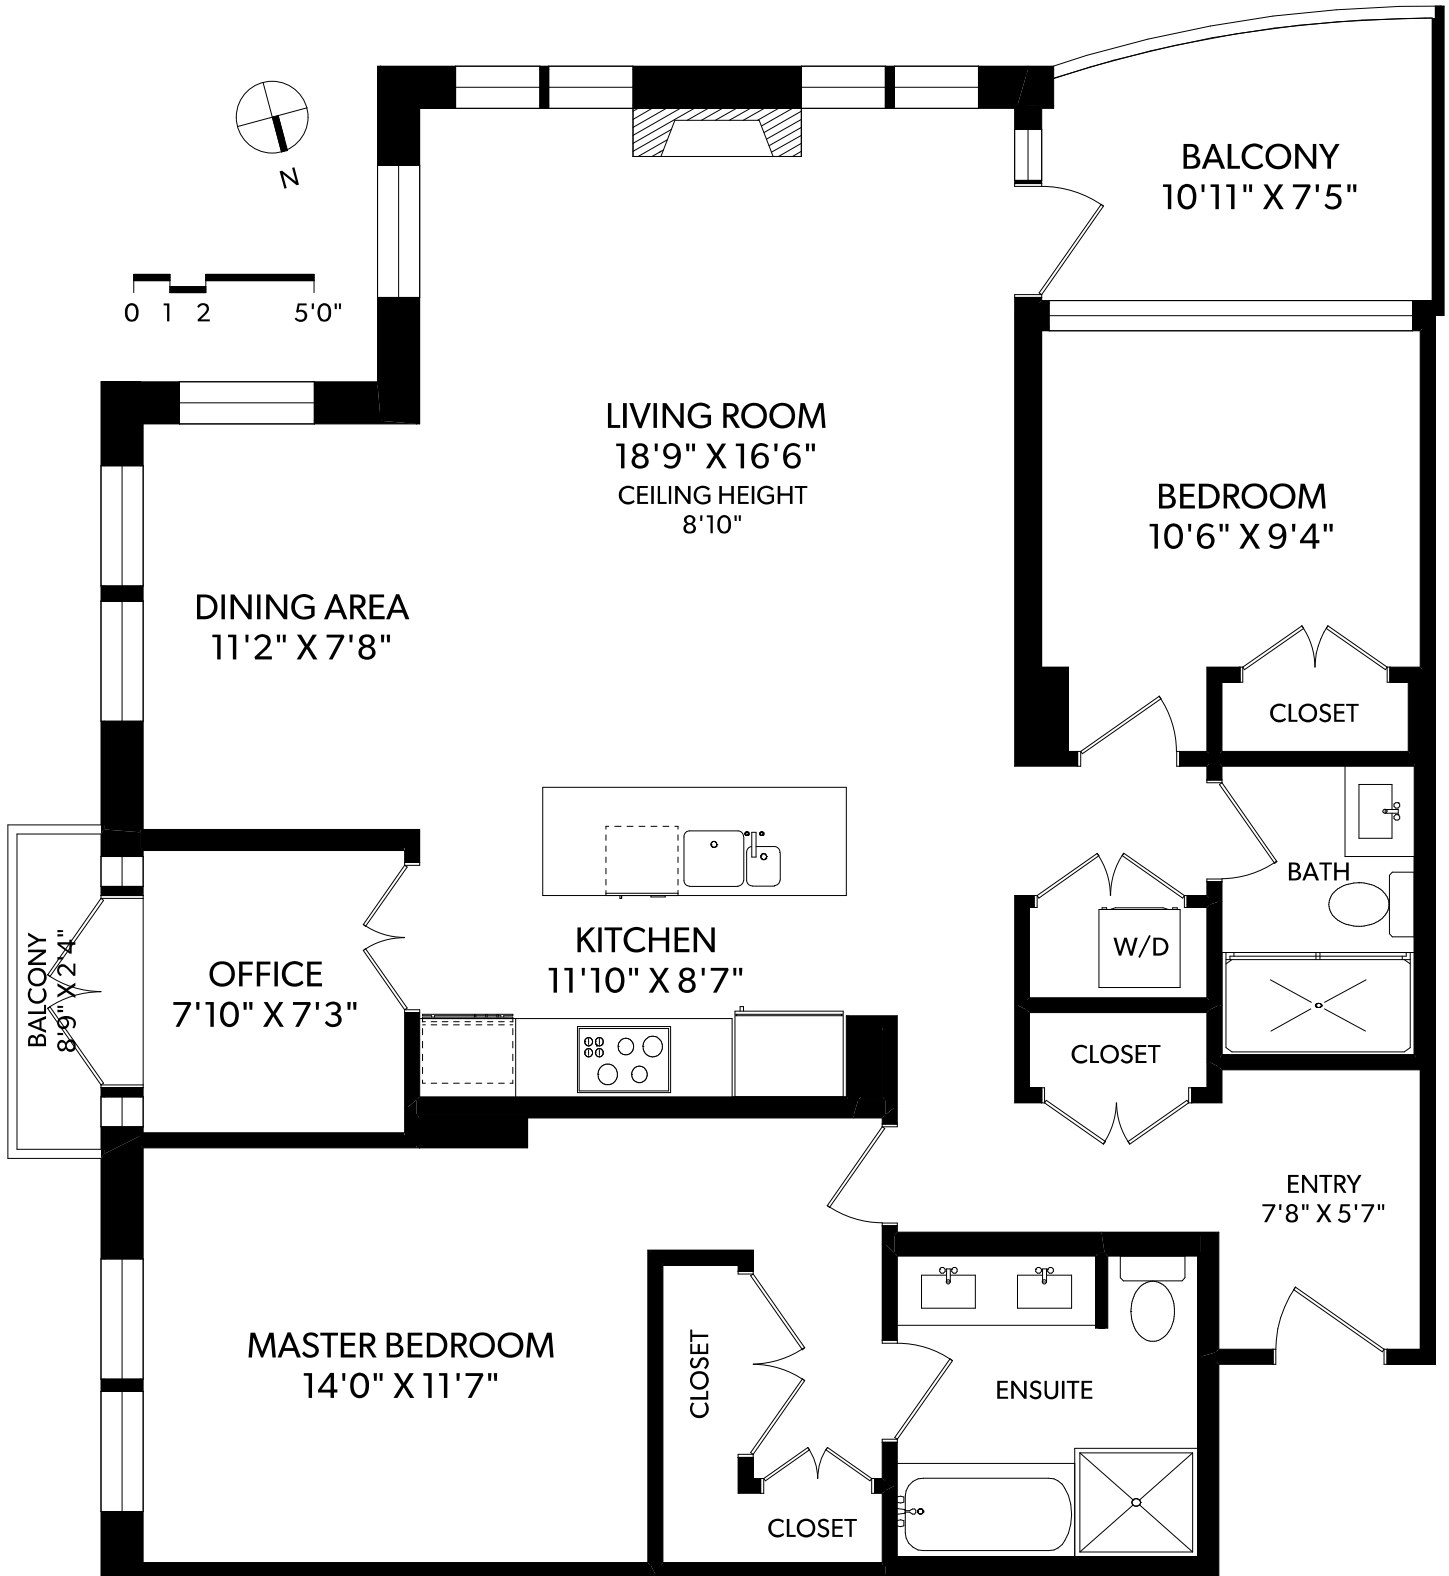 N
0 1 2 5'0"
BALCONY
10'11" X 7'5"
LIVING ROOM
18'9" X 16'6"
CEILING HEIGHT
8'10"
BEDROOM
10'6" X 9'4"
DINING AREA
11'2" X 7'8"
CLOSET
BATH
W/D
KITCHEN
11'10" X 8'7"
OFFICE
7'10" X 7'3"
BALCONY
8'9" X 2'4"
CLOSET
ENTRY
7'8" X 5'7"
MASTER BEDROOM
14'0" X 11'7"
CLOSET
ENSUITE
CLOSET